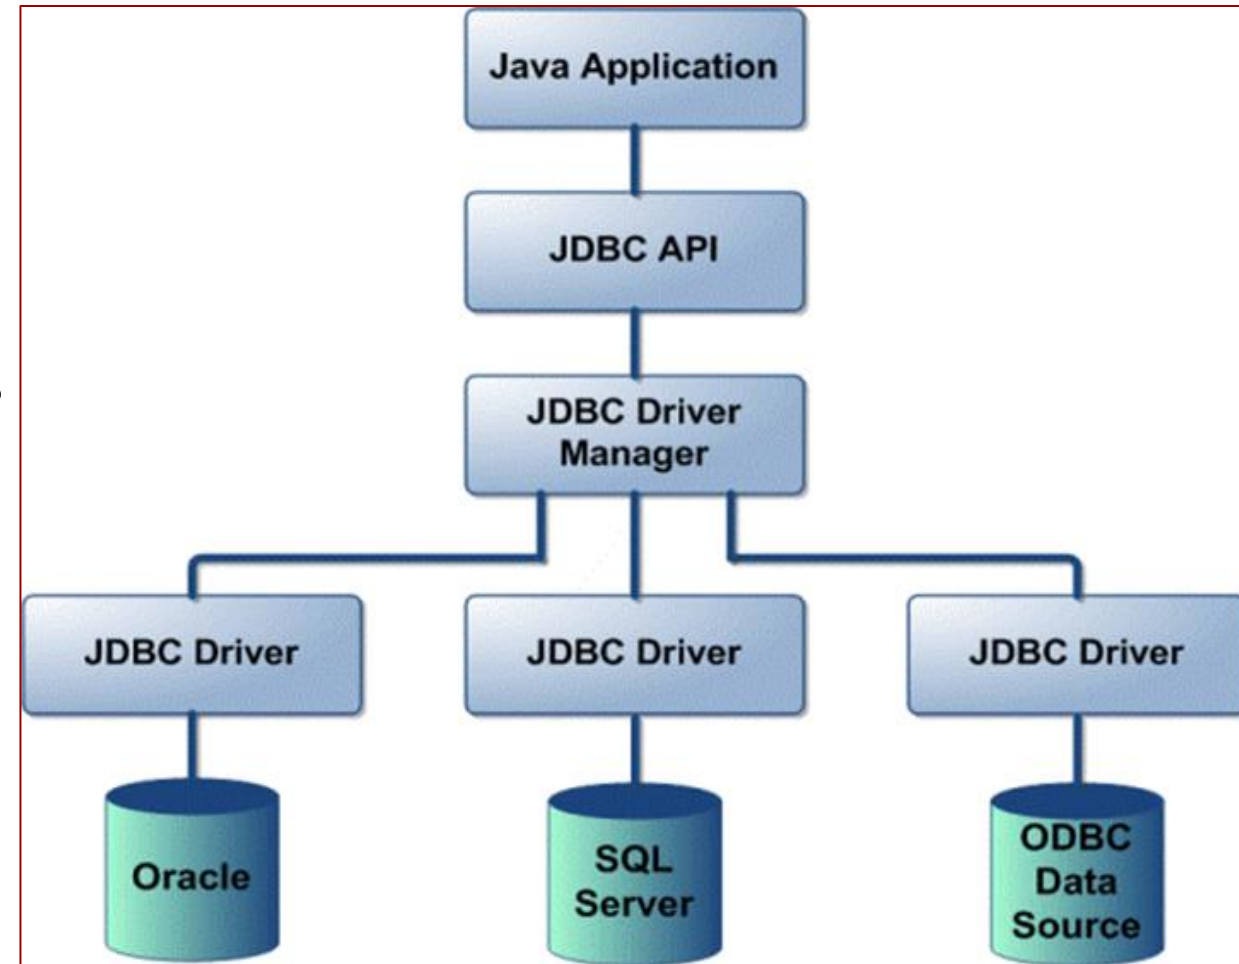 Java Application
JDBC API
JDBC Driver
Manager
JDBC Driver
JDBC Driver
JDBC Driver
Oracle
SQL
Server
ODBC
Data
Source